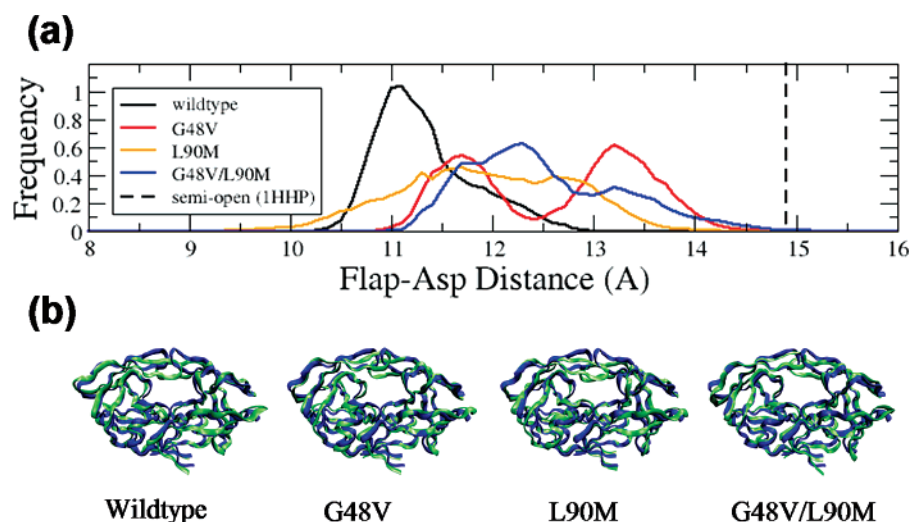 (a)
Frequency
1
0.8
0.6
0.4
0.2
0
wildtype
G48V
L90M
G48V/L90M
semi-open (1HHP)
8 9 10 11 12 13 14 15 16
Flap-Asp Distance (A)
(b)
Wildtype G48V L90M G48V/L90M